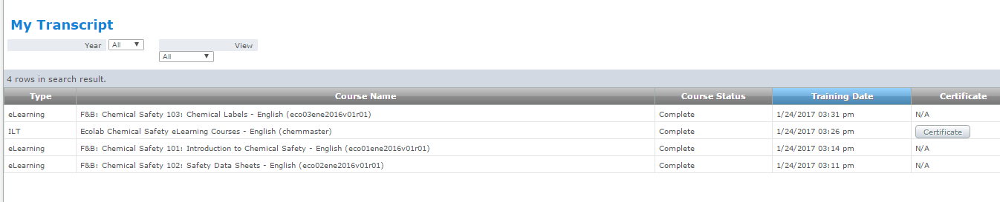 My Transcript
Year All View
All
4 rows in search result.
Type Course Name Course Status Training Date Certificate
eLearning F&B: Chemical Safety 103: Chemical Labels - English (eco03ene2016v01r01) Complete 1/24/2017 03:31 pm N/A
ILT Ecolab Chemical Safety eLearning Courses - English (chemmaster) Complete 1/24/2017 03:26 pm Certificate
eLearning F&B: Chemical Safety 101: Introduction to Chemical Safety - English (eco01ene2016v01r01) Complete 1/24/2017 03:14 pm N/A
eLearning F&B: Chemical Safety 102: Safety Data Sheets - English (eco02ene2016v01r01) Complete 1/24/2017 03:11 pm N/A